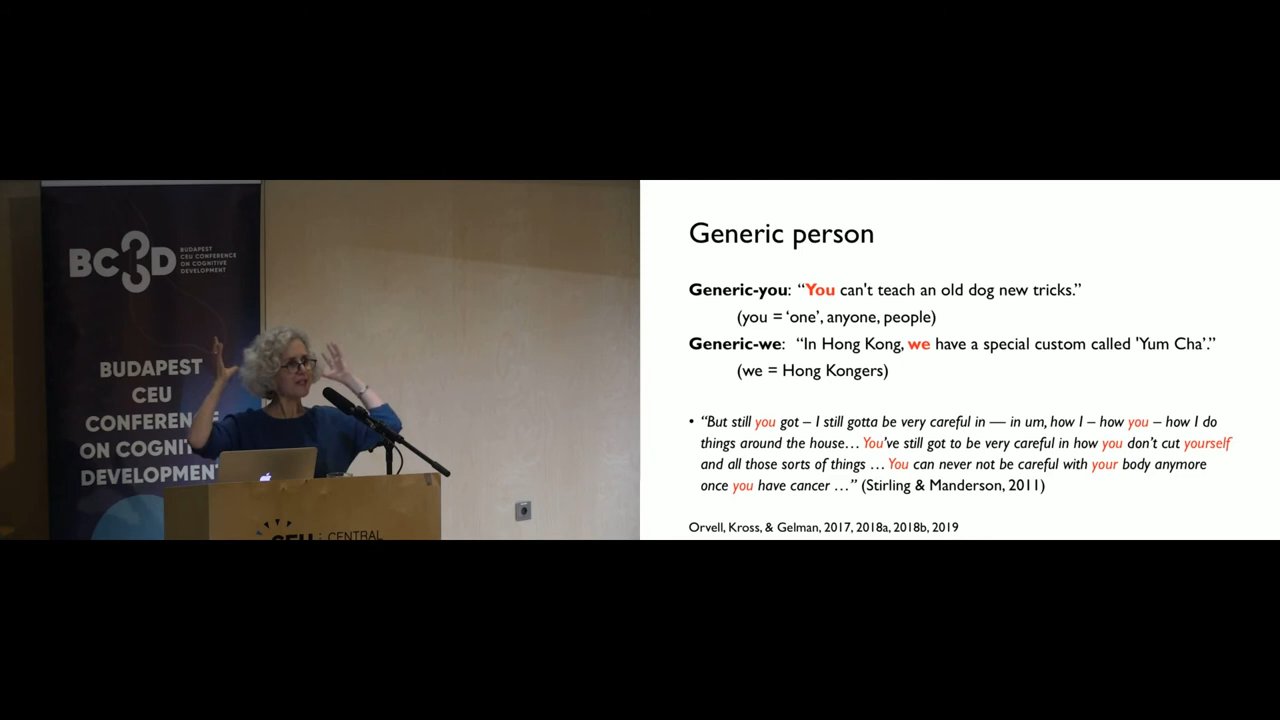 BC3D
BUDAPEST
CEU CONFERENCE
ON COGNITIVE
DEVELOPMENT
BUDAPEST
CEU
CONFERENCE
ON COGNIT
DEVELOPMENT
CEU
CENTRAL
Generic person
Generic-you: “You can't teach an old dog new tricks.”
(you = ‘one’, anyone, people)
Generic-we: “In Hong Kong, we have a special custom called 'Yum Cha’.”
(we = Hong Kongers)
• “But still you got – I still gotta be very careful in –– in um, how I – how you – how I do
things around the house… You’ve still got to be very careful in how you don’t cut yourself
and all those sorts of things … You can never not be careful with your body anymore
once you have cancer …” (Stirling & Manderson, 2011)
Orvell, Kross, & Gelman, 2017, 2018a, 2018b, 2019